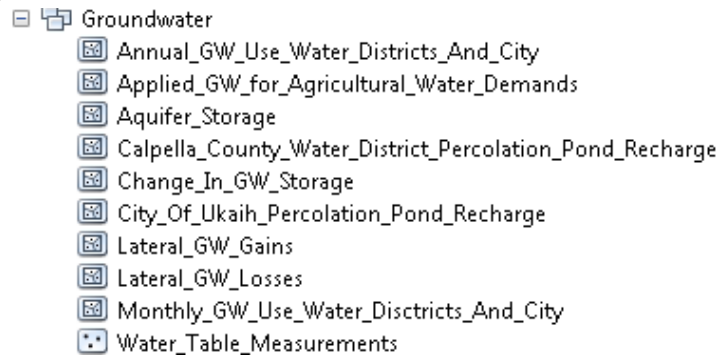 Groundwater
Annual_GW_Use_Water_Districts_And_City
Applied_GW_for_Agricultural_Water_Demands
Aquifer_Storage
Calpella_County_Water_District_Percolation_Pond_Recharge
Change_In_GW_Storage
City_Of_Ukaih_Percolation_Pond_Recharge
Lateral_GW_Gains
Lateral_GW_Losses
Monthly_GW_Use_Water_Disctricts_And_City
Water_Table_Measurements